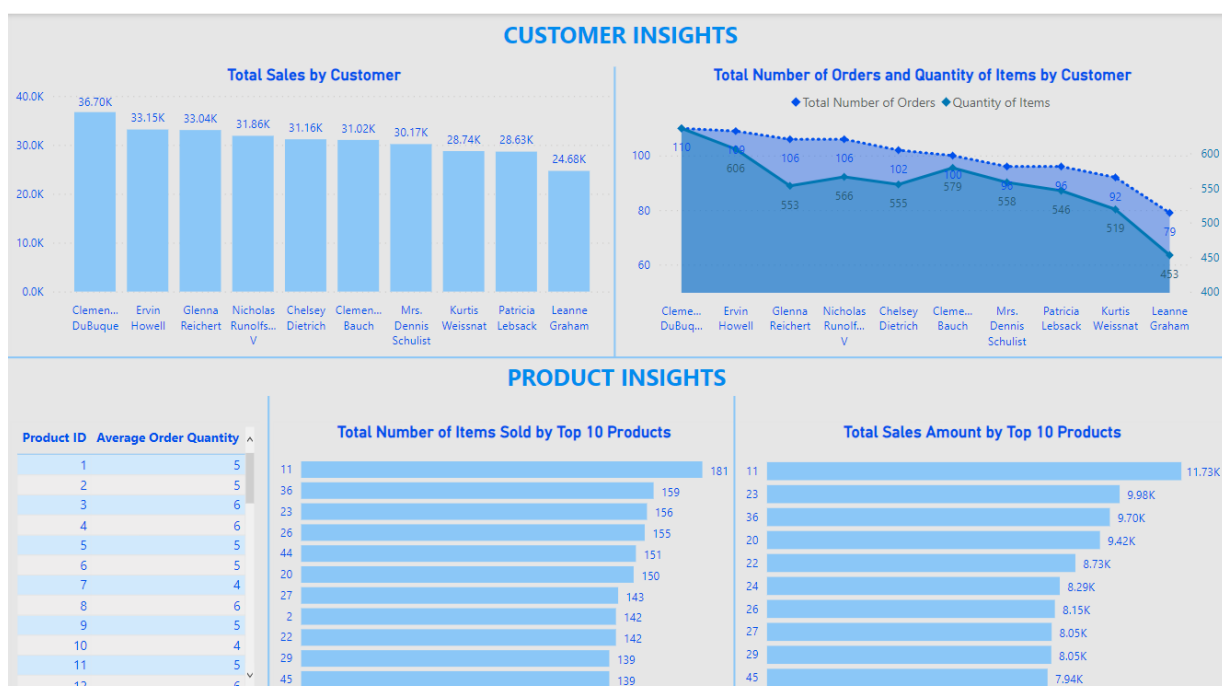 CUSTOMER INSIGHTS
Total Sales by Customer
40.0K
30.0K
20.0K
10.0K
0.0K
36.70K
33.15K
33.04K
31.86K
31.16K
31.02K
30.17K
28.74K
28.63K
24.68K
Clemen... DuBuque
Ervin Howell
Glenna Reichert
Nicholas Runolfs... V
Chelsey Dietrich
Clemen... Bauch
Mrs. Dennis Schulist
Kurtis Weissnat
Patricia Lebsack
Leanne Graham
Total Number of Orders and Quantity of Items by Customer
Total Number of Orders
Quantity of Items
100
80
60
600
550
500
450
400
110
109
106
106
102
100
96
96
92
79
606
553
566
555
579
558
546
519
453
Cleme... DuBuq...
Ervin Howell
Glenna Reichert
Nicholas Runolf... V
Chelsey Dietrich
Cleme... Bauch
Mrs. Dennis Schulist
Patricia Lebsack
Kurtis Weissnat
Leanne Graham
PRODUCT INSIGHTS
Product ID Average Order Quantity
1 5
2 5
3 6
4 6
5 5
6 5
7 4
8 6
9 5
10 4
11 5
12 6
Total Number of Items Sold by Top 10 Products
11 181
36 159
23 156
26 155
44 151
20 150
27 143
2 142
22 142
29 139
45 139
Total Sales Amount by Top 10 Products
11 11.73K
23 9.98K
36 9.70K
20 9.42K
22 8.73K
24 8.29K
26 8.15K
27 8.05K
29 8.05K
45 7.94K